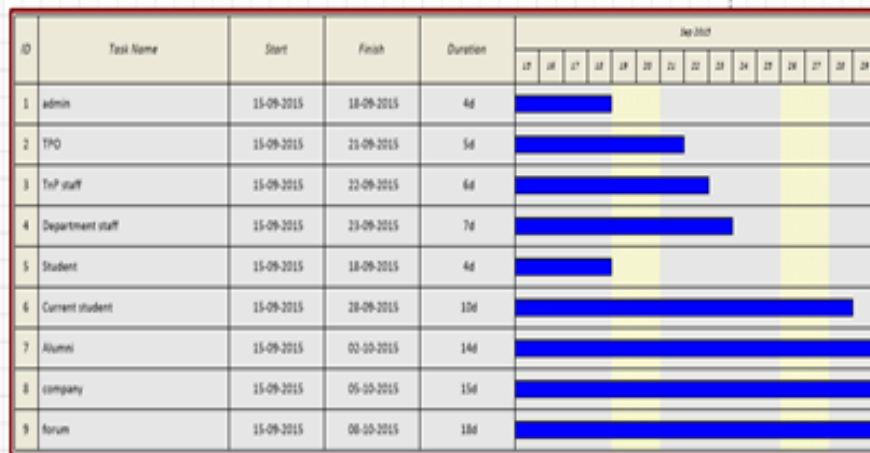 Sep 2015
ID Task Name Start Finish Duration
15 16 17 18 19 20 21 22 23 24 25 26 27 28 29
1 admin 15-09-2015 18-09-2015 4d
2 TPO 15-09-2015 21-09-2015 5d
3 TnP staff 15-09-2015 22-09-2015 6d
4 Department staff 15-09-2015 23-09-2015 7d
5 Student 15-09-2015 18-09-2015 4d
6 Current student 15-09-2015 28-09-2015 10d
7 Alumni 15-09-2015 02-10-2015 14d
8 company 15-09-2015 05-10-2015 15d
9 forum 15-09-2015 08-10-2015 18d